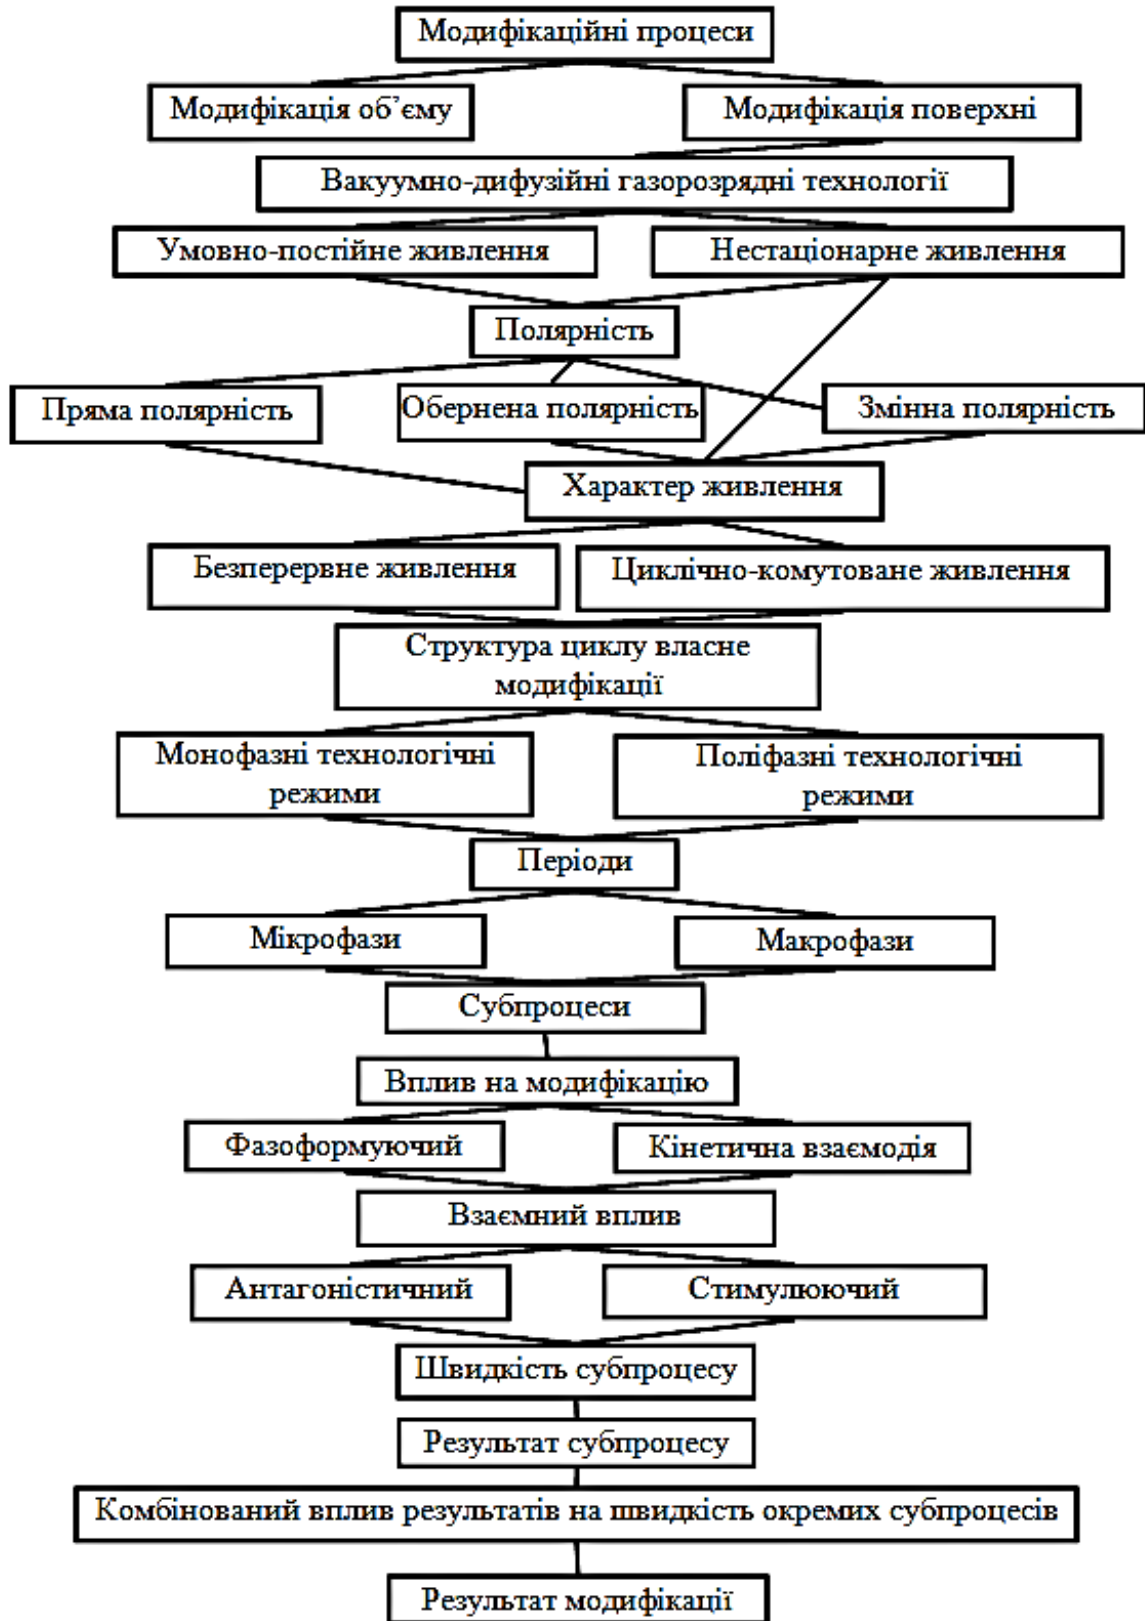 Модифікаційні процеси
Модифікація об’єму
Модифікація поверхні
Вакуумно-дифузійні газорозрядні технології
Умовно-постійне живлення
Нестаціонарне живлення
Полярність
Пряма полярність
Обернена полярність
Змінна полярність
Характер живлення
Безперервне живлення
Циклічно-комутоване живлення
Структура циклу власне
модифікації
Монофазні технологічні
режими
Поліфазні технологічні
режими
Періоди
Мікрофази
Макрофази
Субпроцеси
Вплив на модифікацію
Фазоформуючий
Кінетична взаємодія
Взаємний вплив
Антагоністичний
Стимулюючий
Швидкість субпроцесу
Результат субпроцесу
Комбінований вплив результатів на швидкість окремих субпроцесів
Результат модифікації